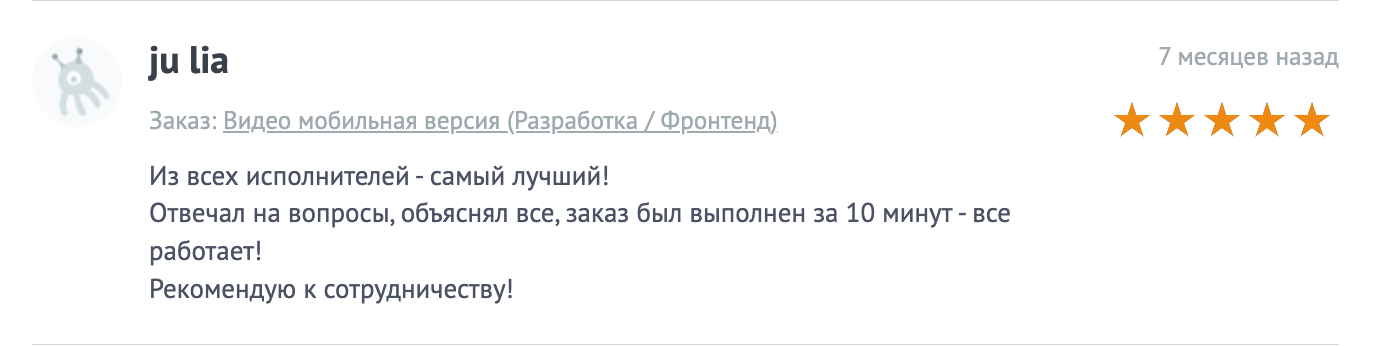 ju lia
7 месяцев назад
Заказ: Видео мобильная версия (Разработка / Фронтенд)
Из всех исполнителей - самый лучший!
Отвечал на вопросы, объяснял все, заказ был выполнен за 10 минут - все
работает!
Рекомендую к сотрудничеству!